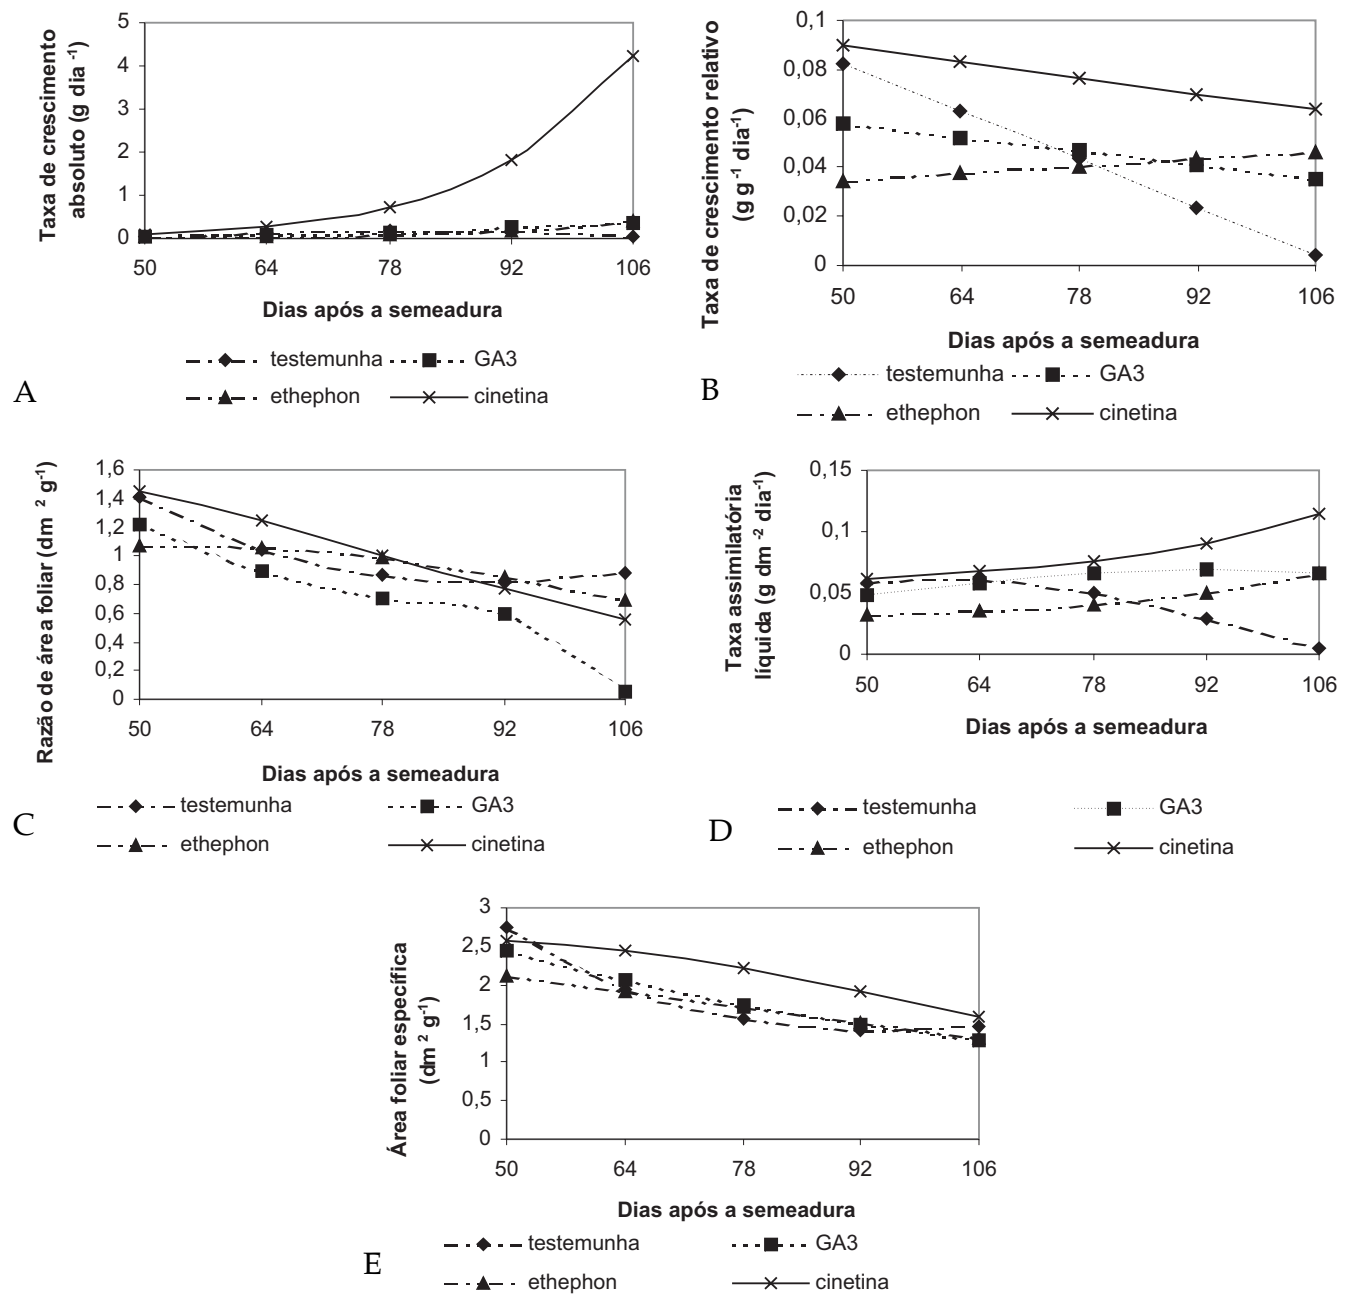 Taxa de crescimento
absoluto (g dia -1)
5
4
3
2
1
0
50 64 78 92 106
Dias após a semeadura
testemunha GA3
ethephon cinetina
A
Taxa de crescimento relativo
(g g-1 dia-1)
0,1
0,08
0,06
0,04
0,02
0
50 64 78 92 106
Dias após a semeadura
testemunha GA3
ethephon cinetina
B
Razão de área foliar (dm 2 g-1)
1,6
1,4
1,2
1
0,8
0,6
0,4
0,2
0
50 64 78 92 106
Dias após a semeadura
testemunha GA3
ethephon cinetina
C
Taxa assimilatória
líquida (g dm -2 dia-1)
0,15
0,1
0,05
0
50 64 78 92 106
Dias após a semeadura
testemunha GA3
ethephon cinetina
D
Área foliar específica
(dm 2 g-1)
3
2,5
2
1,5
1
0,5
0
50 64 78 92 106
Dias após a semeadura
testemunha GA3
ethephon cinetina
E